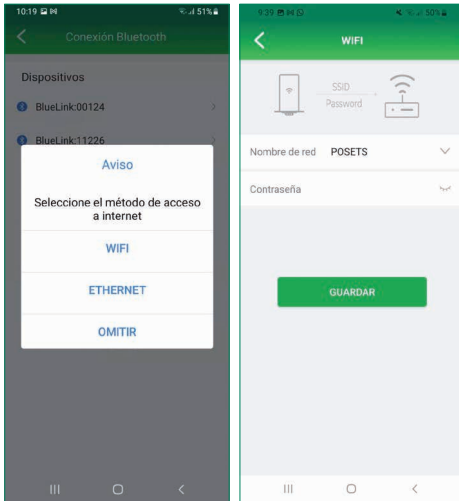 10:19
51%
Conexión Bluetooth
Dispositivos
BlueLink:00124
BlueLink:11226
Aviso
Seleccione el método de acceso
a internet
WIFI
ETHERNET
OMITIR
9:39
50%
WIFI
SSID
Password
Nombre de red POSETS
Contraseña
GUARDAR